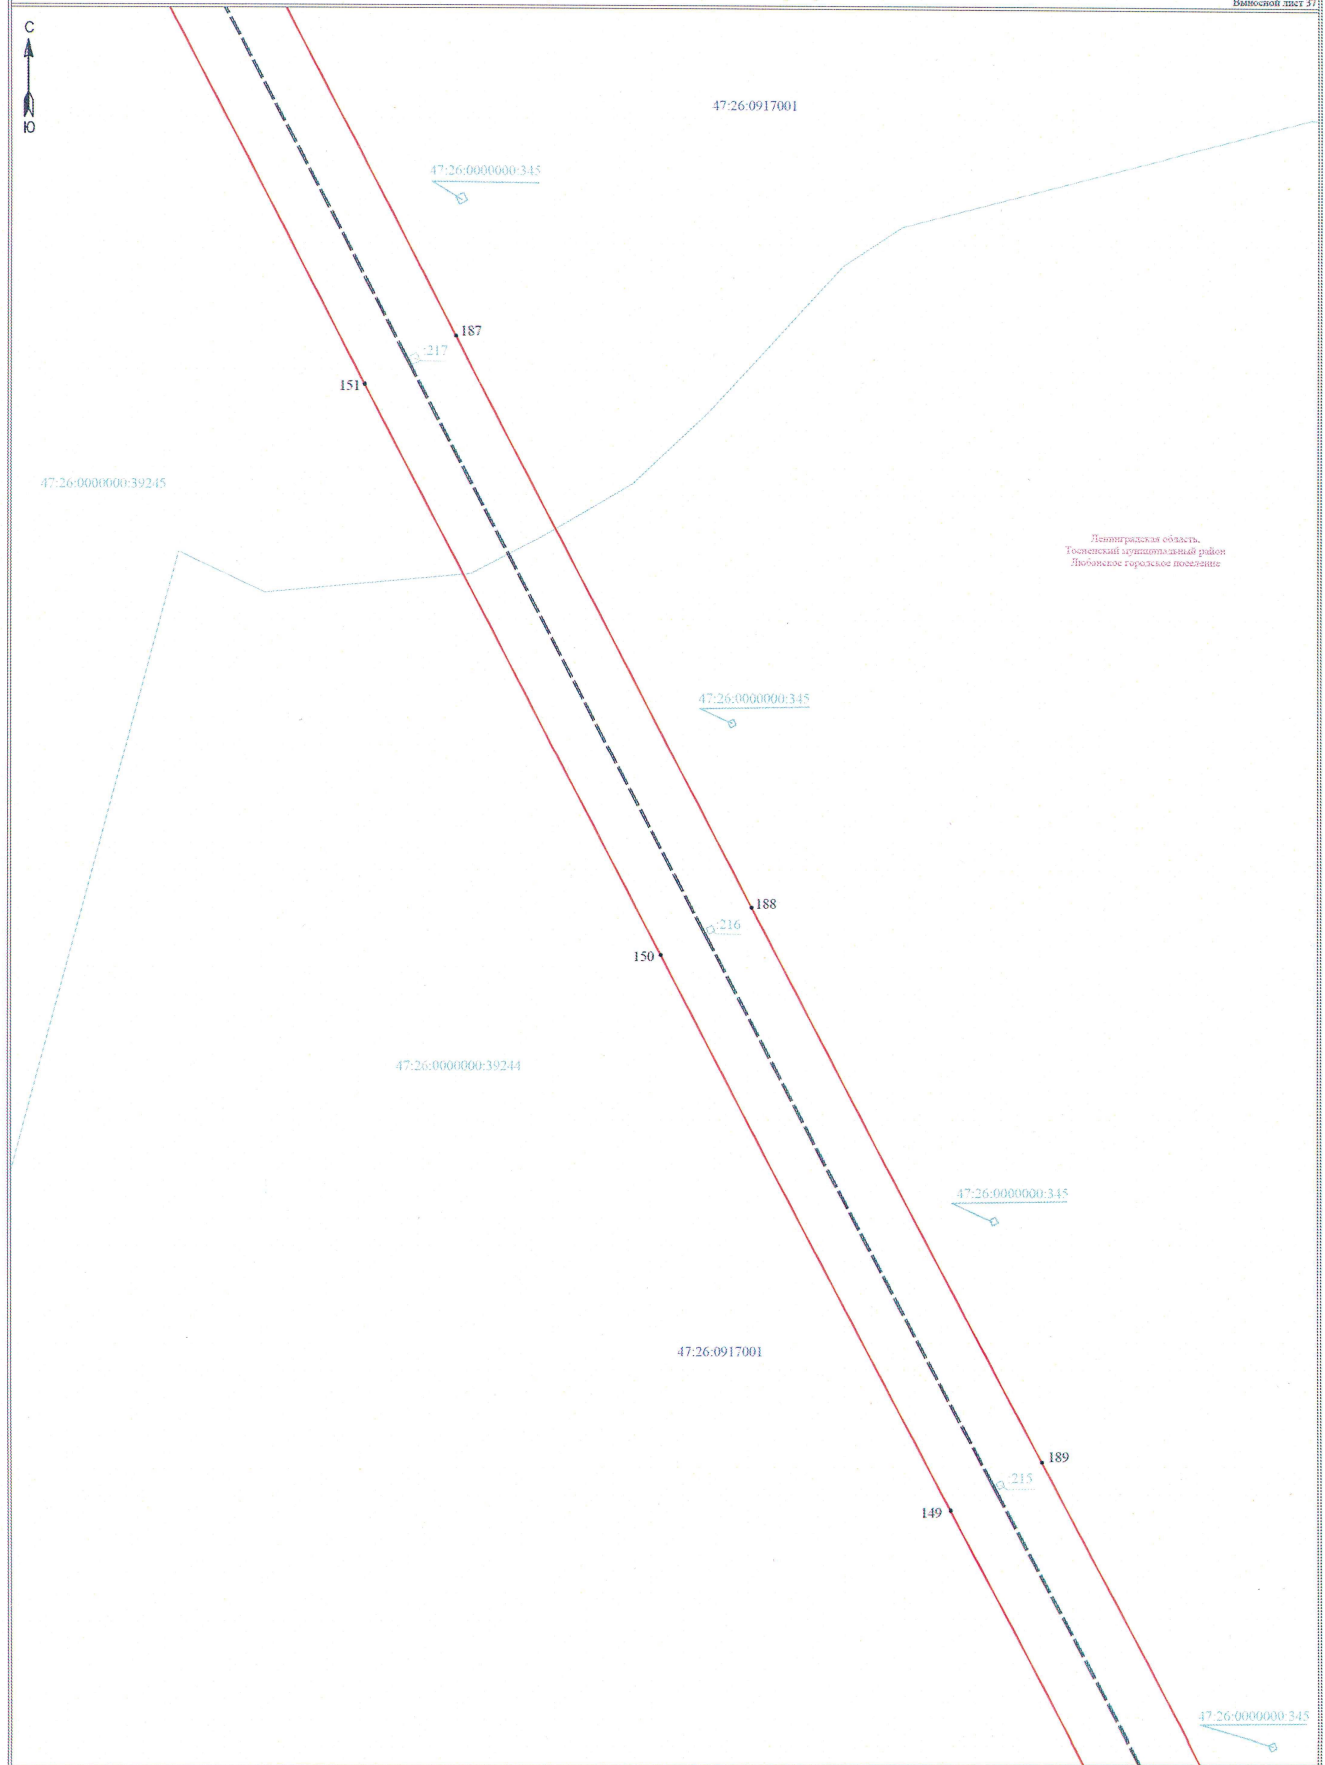 Выносной лист 37
С
Ю
47:26:0917001
47:26:0000000:345
187
:217
151
47:26:0000000:39245
Ленинградская область,
Тосненский муниципальный район
Любанское городское поселение
47:26:0000000:345
188
:216
150
47:26:0000000:39244
47:26:0000000:345
47:26:0917001
189
:215
149
47:26:0000000:345